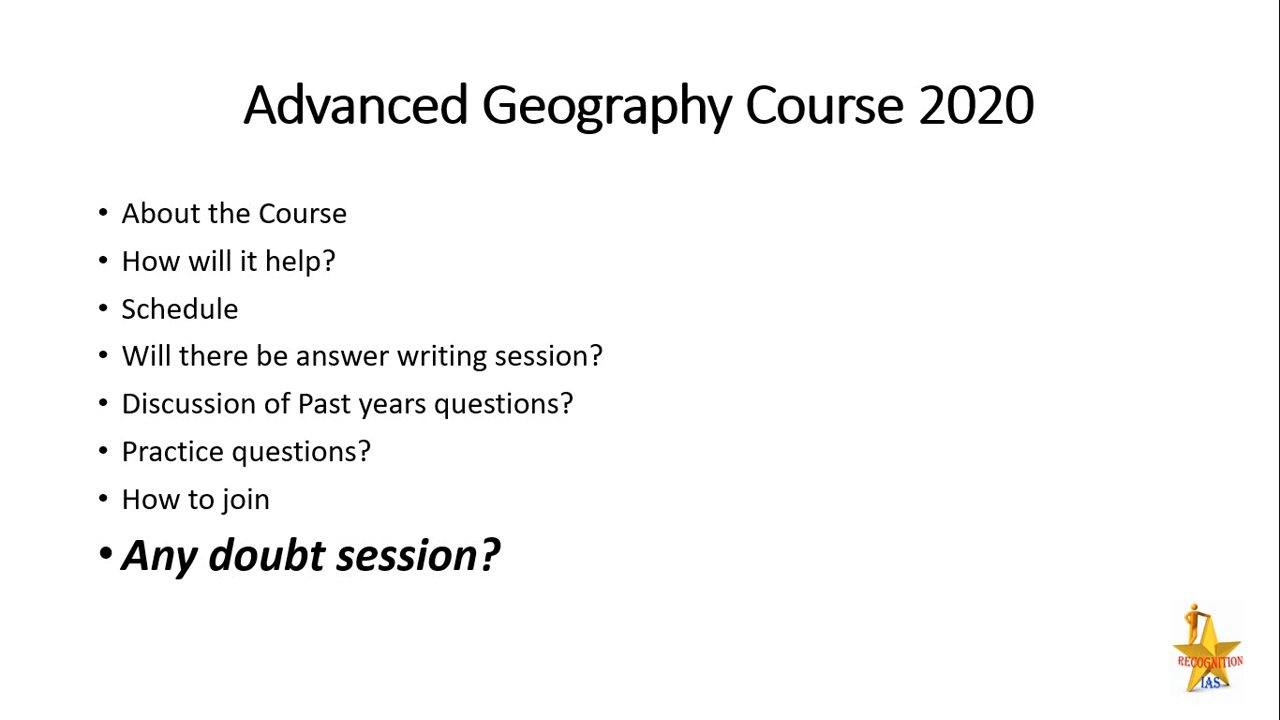 Advanced Geography Course 2020
• About the Course
• How will it help?
• Schedule
• Will there be answer writing session?
• Discussion of Past years questions?
• Practice questions?
• How to join
• Any doubt session?
RECOGNITION
IAS